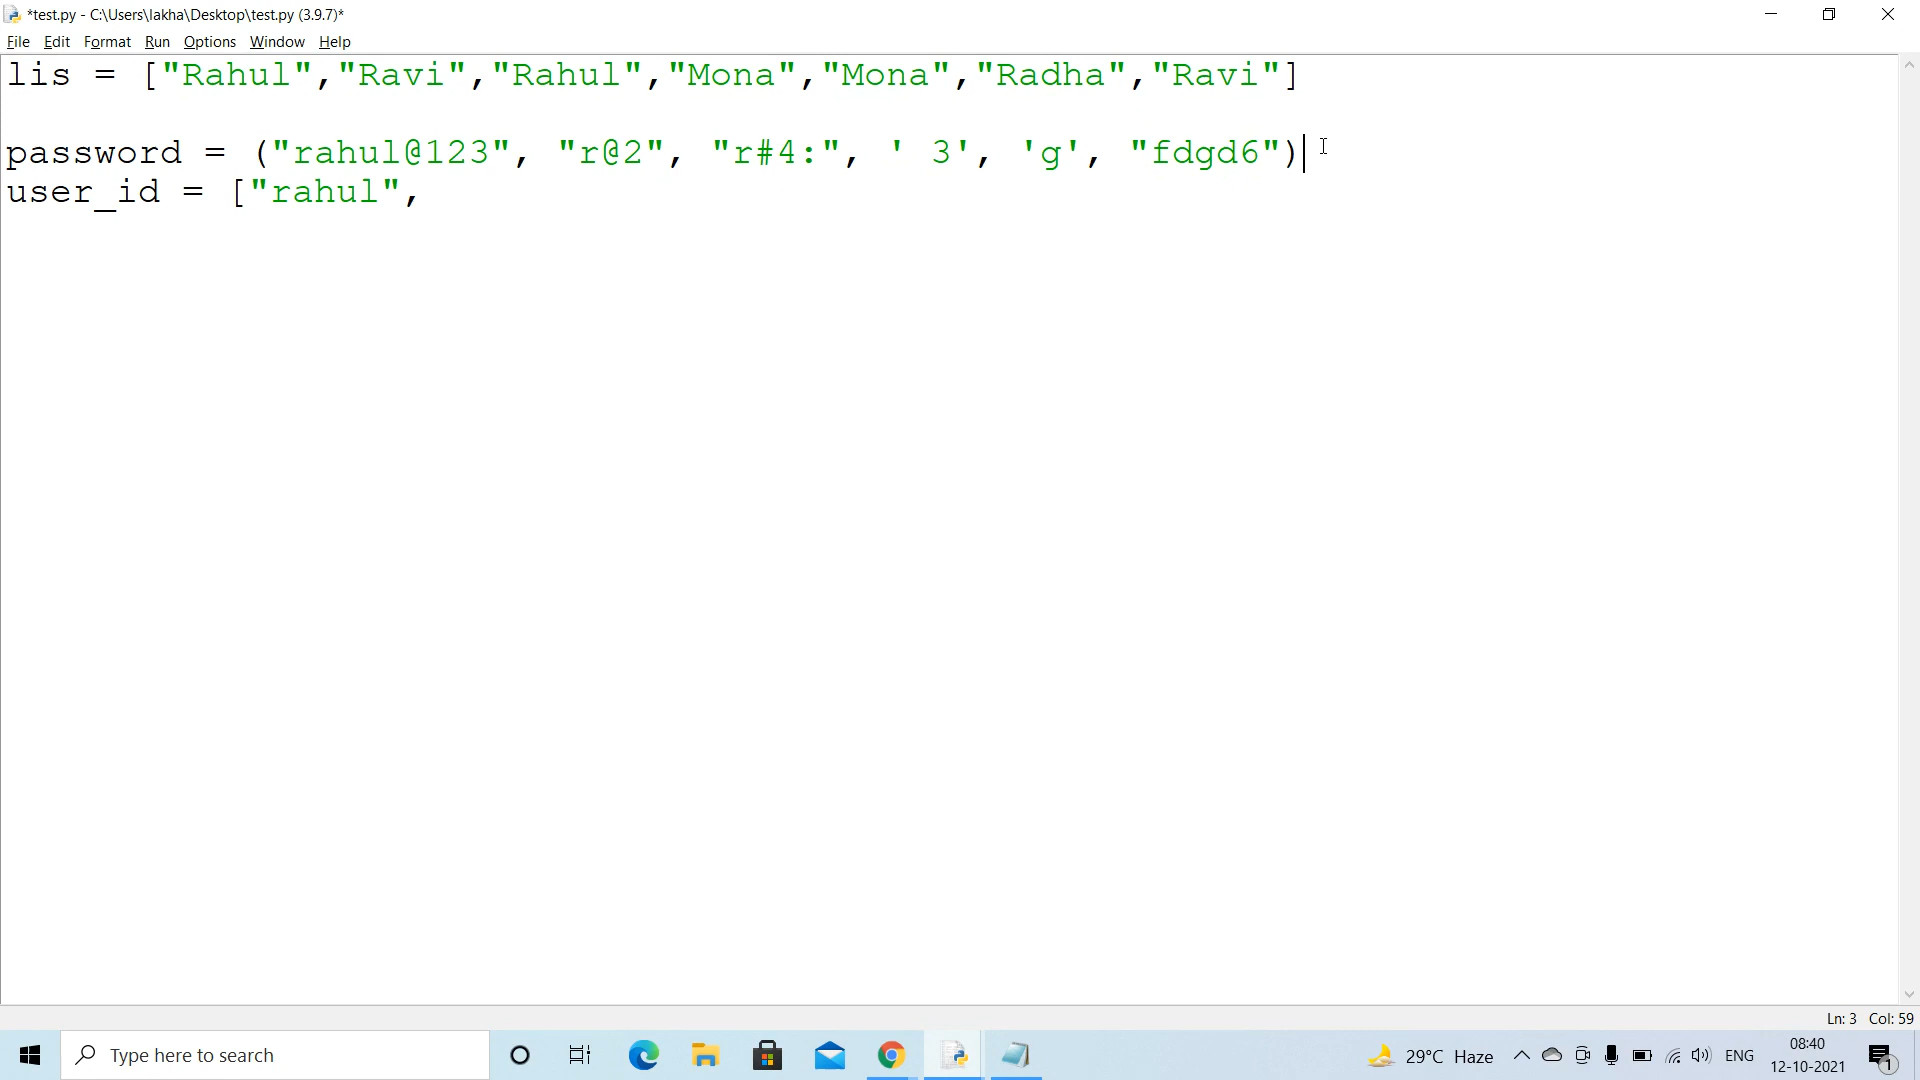 *test.py - C:\Users\lakha\Desktop\test.py (3.9.7)*
File Edit Format Run Options Window Help
lis = ["Rahul","Ravi","Rahul","Mona","Mona","Radha","Ravi"]
password = ("rahul@123", "r@2", "r#4:", ' 3', 'g', "fdgd6")
user_id = ["rahul",
Ln: 3 Col: 59
Type here to search
29°C Haze
ENG
08:40
12-10-2021
1